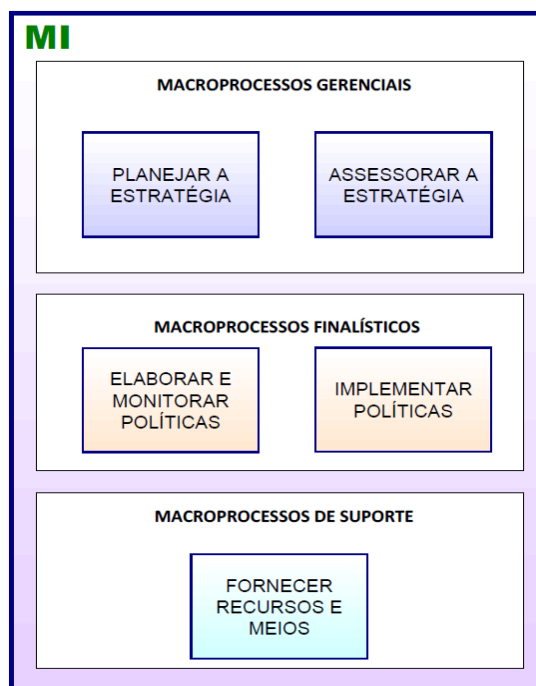 MI
MACROPROCESSOS GERENCIAIS
PLANEJAR A
ESTRATÉGIA
ASSESSORAR A
ESTRATÉGIA
MACROPROCESSOS FINALÍSTICOS
ELABORAR E
MONITORAR
POLÍTICAS
IMPLEMENTAR
POLÍTICAS
MACROPROCESSOS DE SUPORTE
FORNECER
RECURSOS E
MEIOS